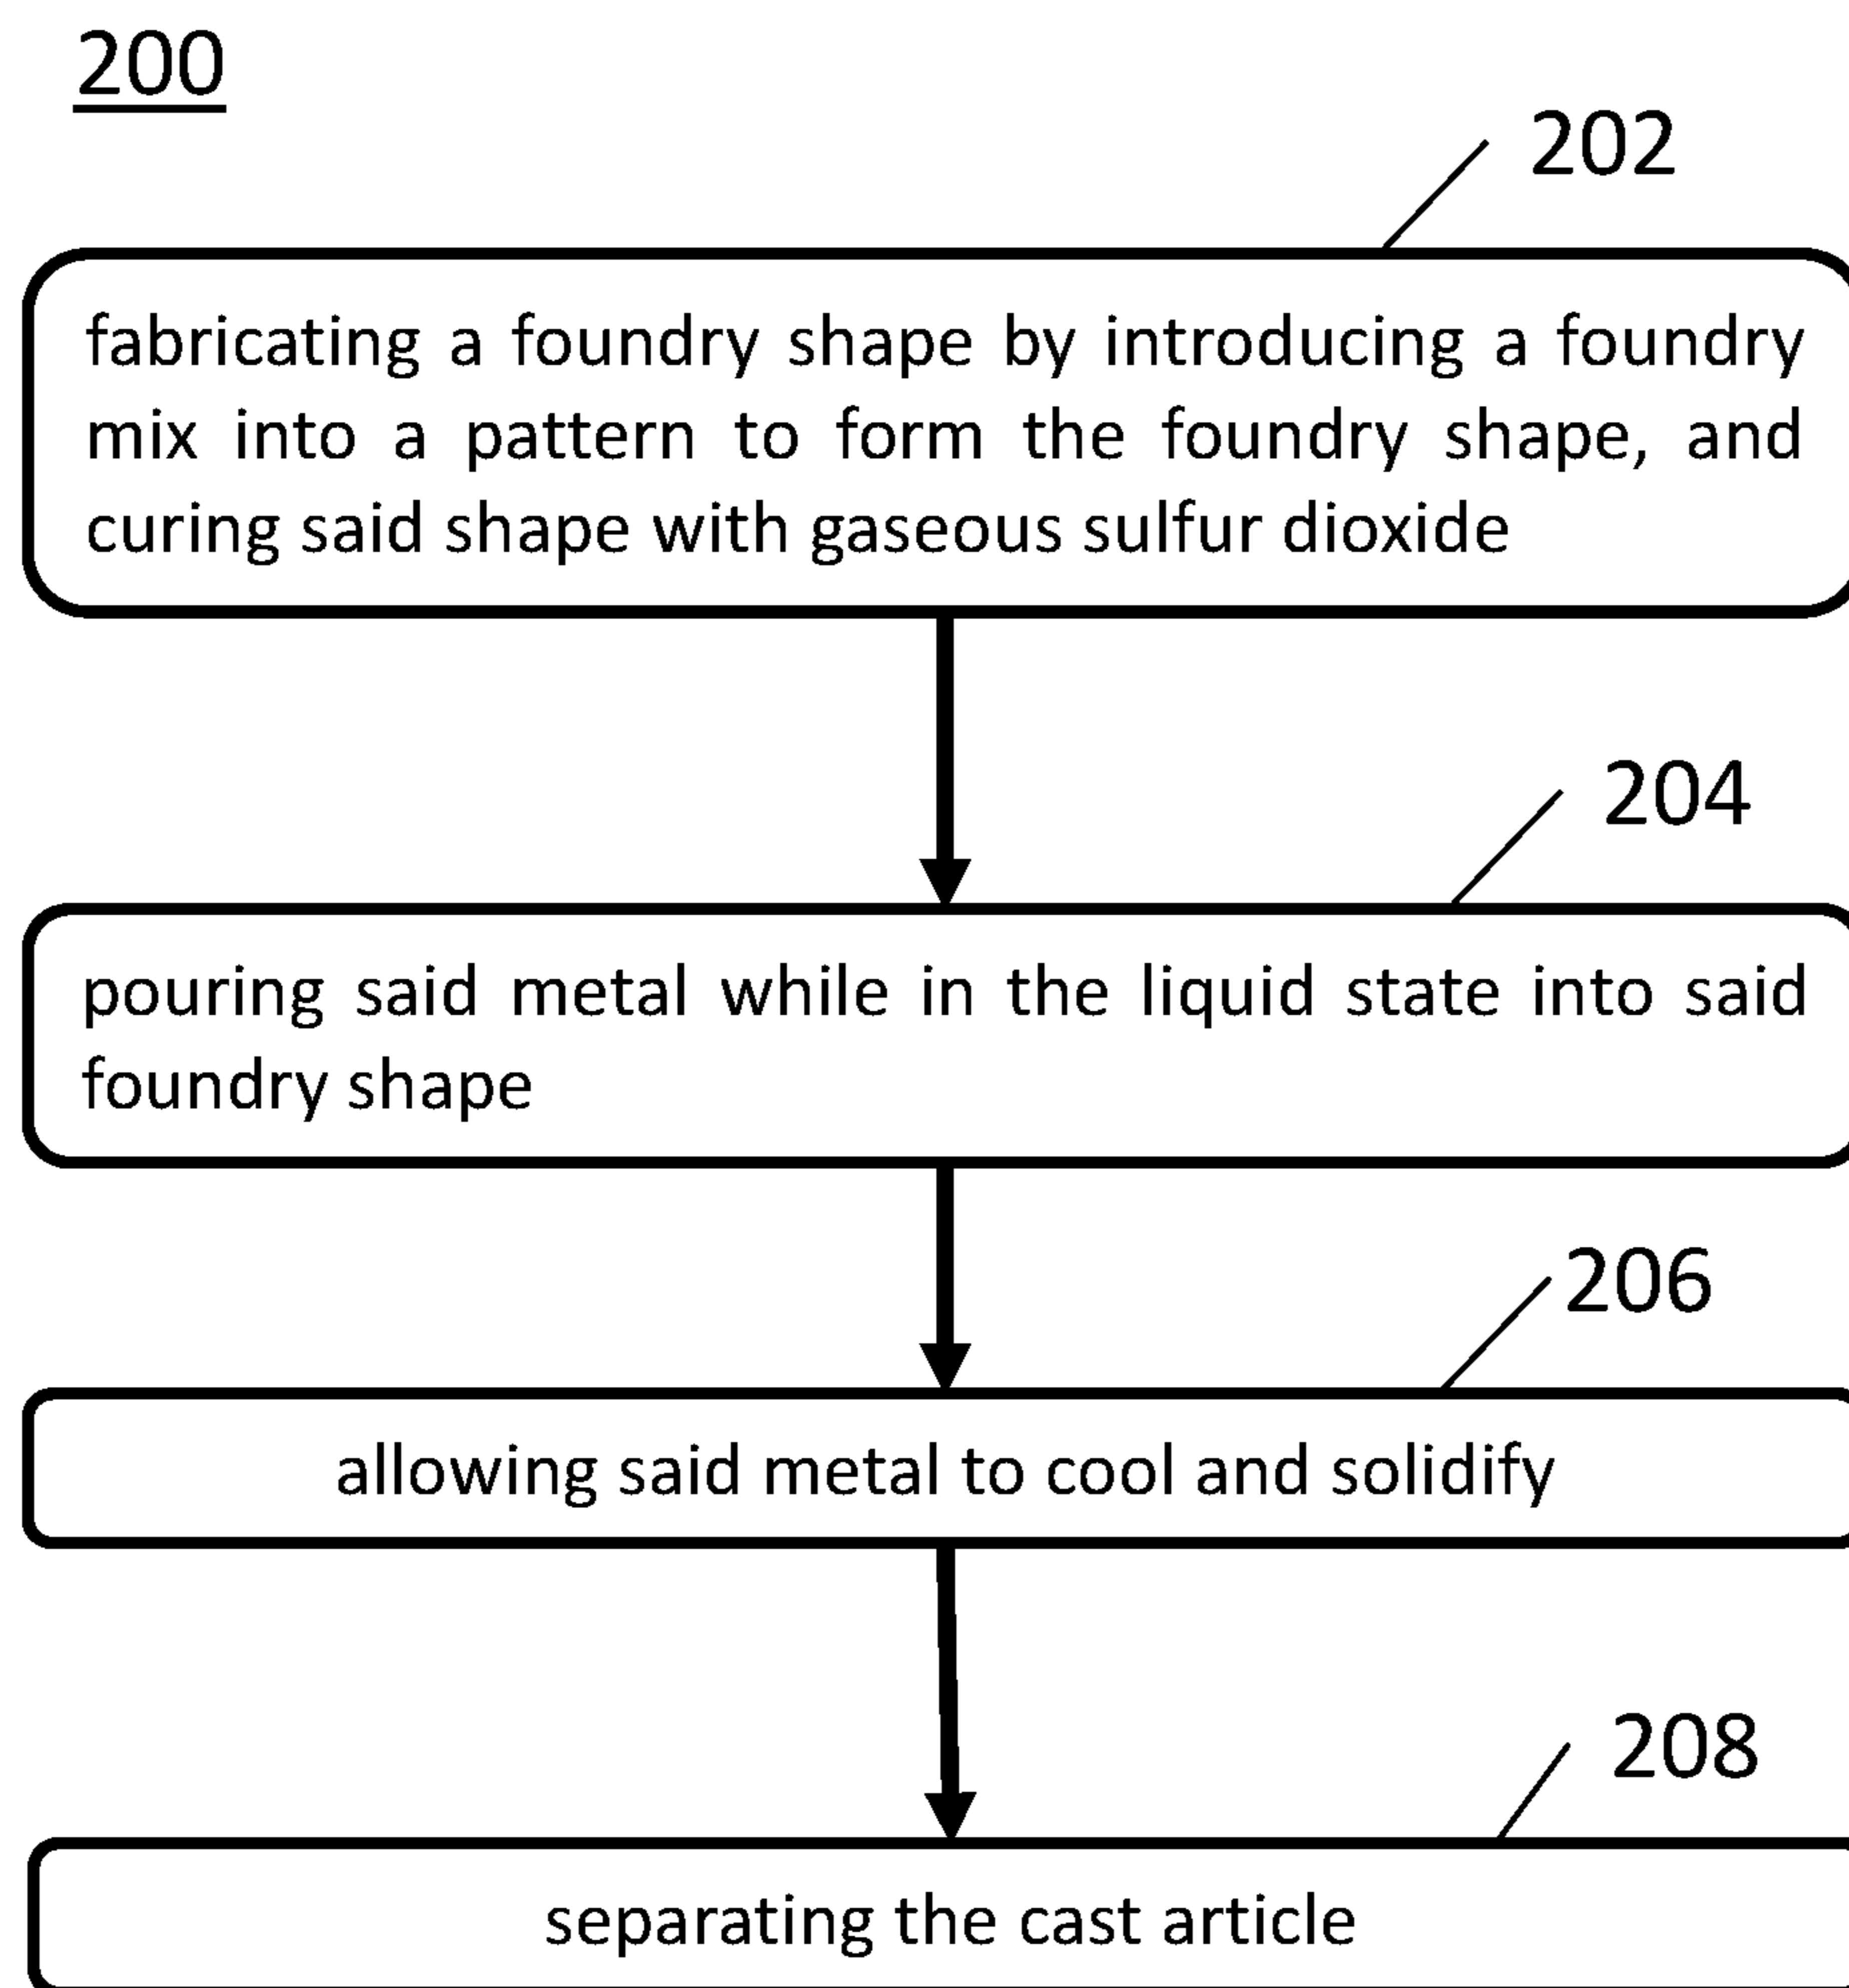 200
202
fabricating a foundry shape by introducing a foundry
mix into a pattern to form the foundry shape, and
curing said shape with gaseous sulfur dioxide
204
pouring said metal while in the liquid state into said
foundry shape
206
allowing said metal to cool and solidify
208
separating the cast article